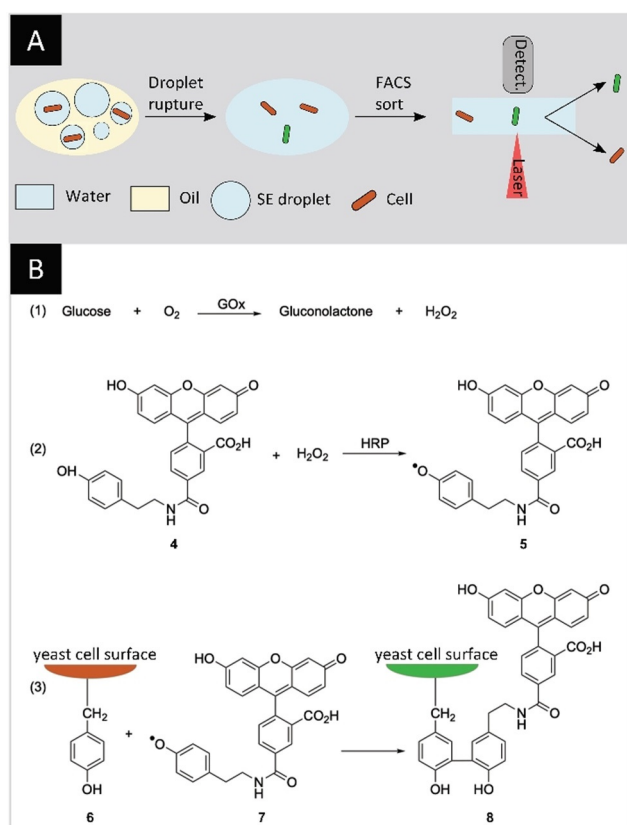 A
Droplet
rupture
FACS
sort
Detect.
Laser
Water
Oil
SE droplet
Cell
B
(1) Glucose + O2 GOx Gluconolactone + H2O2
HO O O
CO2H
(2) OH + H2O2 HRP
N
H
O
4
HO O O
CO2H
•O
N
H
O
5
yeast cell surface
(3)
CH2
OH
6
+
HO O O
CO2H
•O
N
H
O
7
yeast cell surface
HO O O
CO2H
CH2
H
N
O
OH HO
8